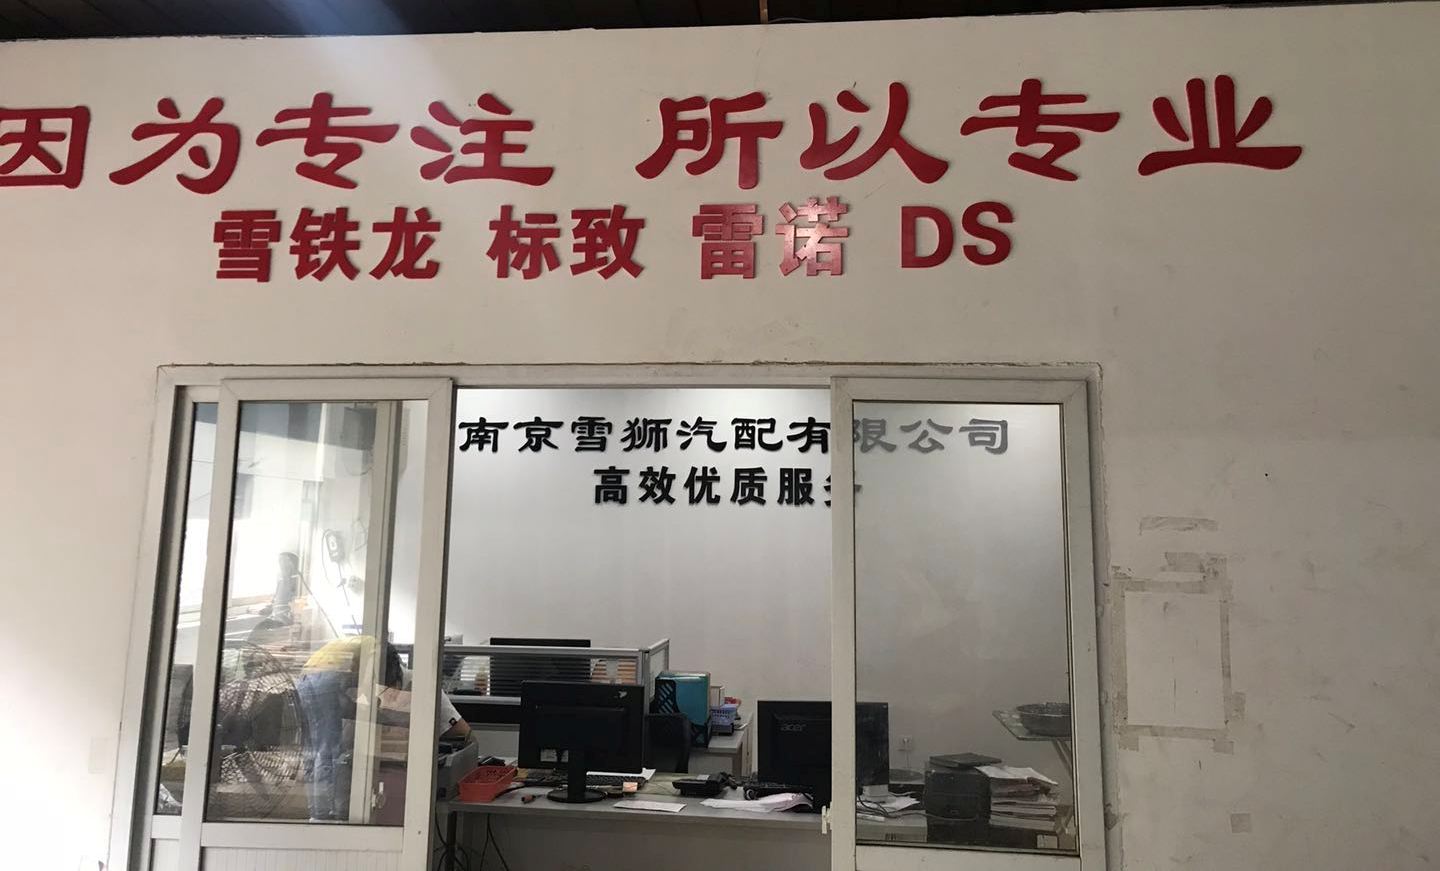 因为专注 所以专业
雪铁龙 标致 雷诺 DS
南京雪狮汽配有限公司
高效优质服务
acer